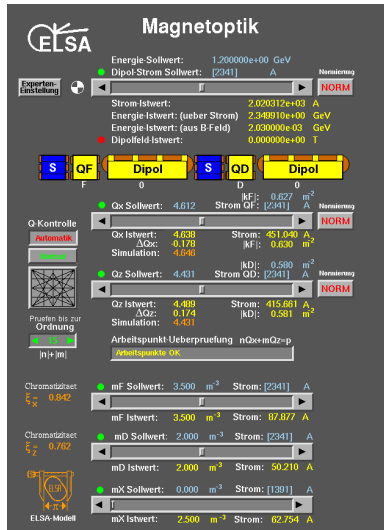 ELSA
Magnetoptik
Energie-Sollwert: 1.200000e+00 GeV
Dipol-Strom Sollwert: [2341] A Normierung
Experten-
Einstellung
NORM
Strom-Istwert: 2.020312e+03 A
Energie-Istwert: (ueber Strom) 2.349910e+00 GeV
Energie-Istwert: (aus B-Feld) 2.030000e-03 GeV
Dipolfeld-Istwert: 0.000000e+00 T
S QF Dipol S QD Dipol
F 0 D 0
|kF|: 0.627 m-2
Qx Sollwert: 4.612 Strom QF: [2341] A Normierung
Q-Kontrolle
NORM
Automatik
Manuell
Qx Istwert: 4.638 Strom: 451.040 A
ΔQx: -0.178 |kF|: 0.630 m-2
Simulation: 4.646
|kD|: 0.580 m-2
Qz Sollwert: 4.431 Strom QD: [2341] A Normierung
NORM
Qz Istwert: 4.489 Strom: 415.661 A
ΔQz: 0.174 |kD|: 0.581 m-2
Simulation: 4.431
Pruefen bis zur
Ordnung
15
|n|+|m|
Arbeitspunkt-Ueberpruefung nQx+mQz=p
Arbeitspunkte OK
Chromatizitaet
ξx = 0.842
mF Sollwert: 3.500 m-3 Strom: [2341] A
mF Istwert: 3.500 m-3 Strom: 87.877 A
Chromatizitaet
ξz = 0.762
mD Sollwert: 2.000 m-3 Strom: [2341] A
mD Istwert: 2.000 m-3 Strom: 50.210 A
mX Sollwert: 0.000 m-3 Strom: [1391] A
ELSA
π
ELSA-Modell
mX Istwert: 2.500 m-3 Strom: 62.754 A